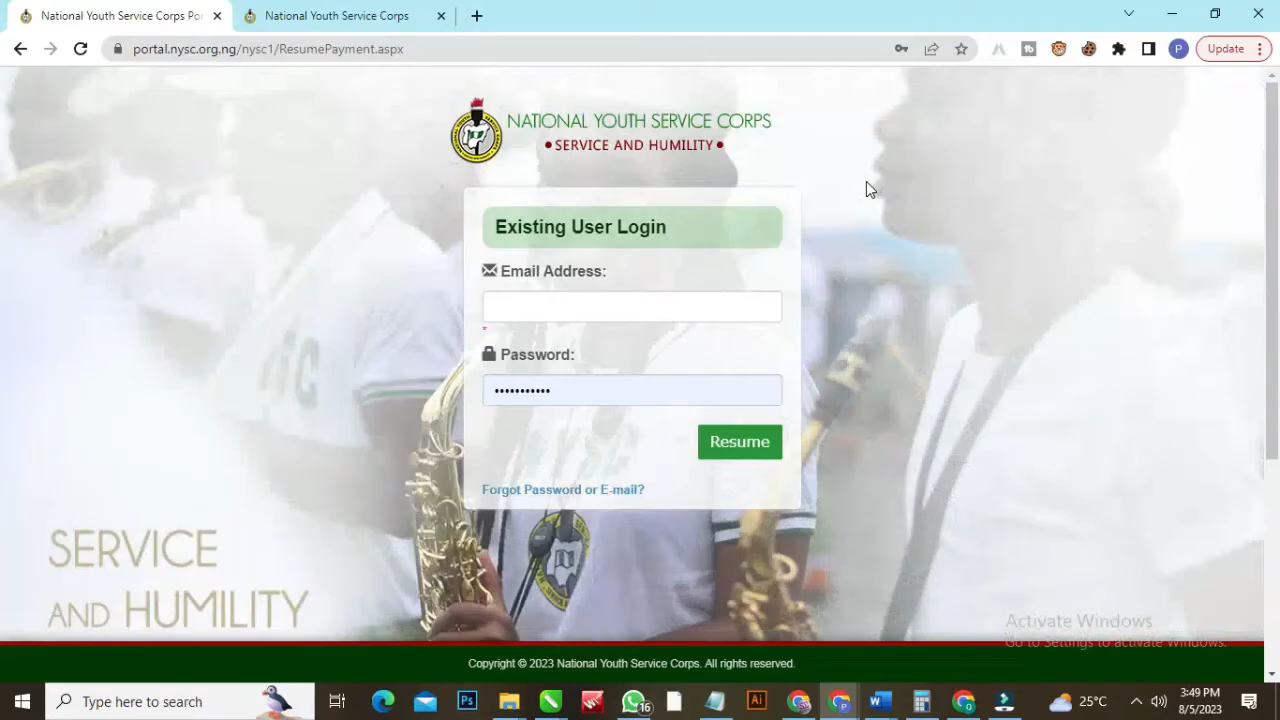 National Youth Service Corps Por
National Youth Service Corps
portal.nysc.org.ng/nysc1/ResumePayment.aspx
P
Update
NATIONAL YOUTH SERVICE CORPS
•SERVICE AND HUMILITY•
Existing User Login
Email Address:
*
Password:
•••••••••••
Resume
Forgot Password or E-mail?
SERVICE
AND HUMILITY
Activate Windows
Go to Settings to activate Windows.
Copyright © 2023 National Youth Service Corps. All rights reserved.
Type here to search
Ps
16
Ai
W
25°C
3:49 PM
8/5/2023